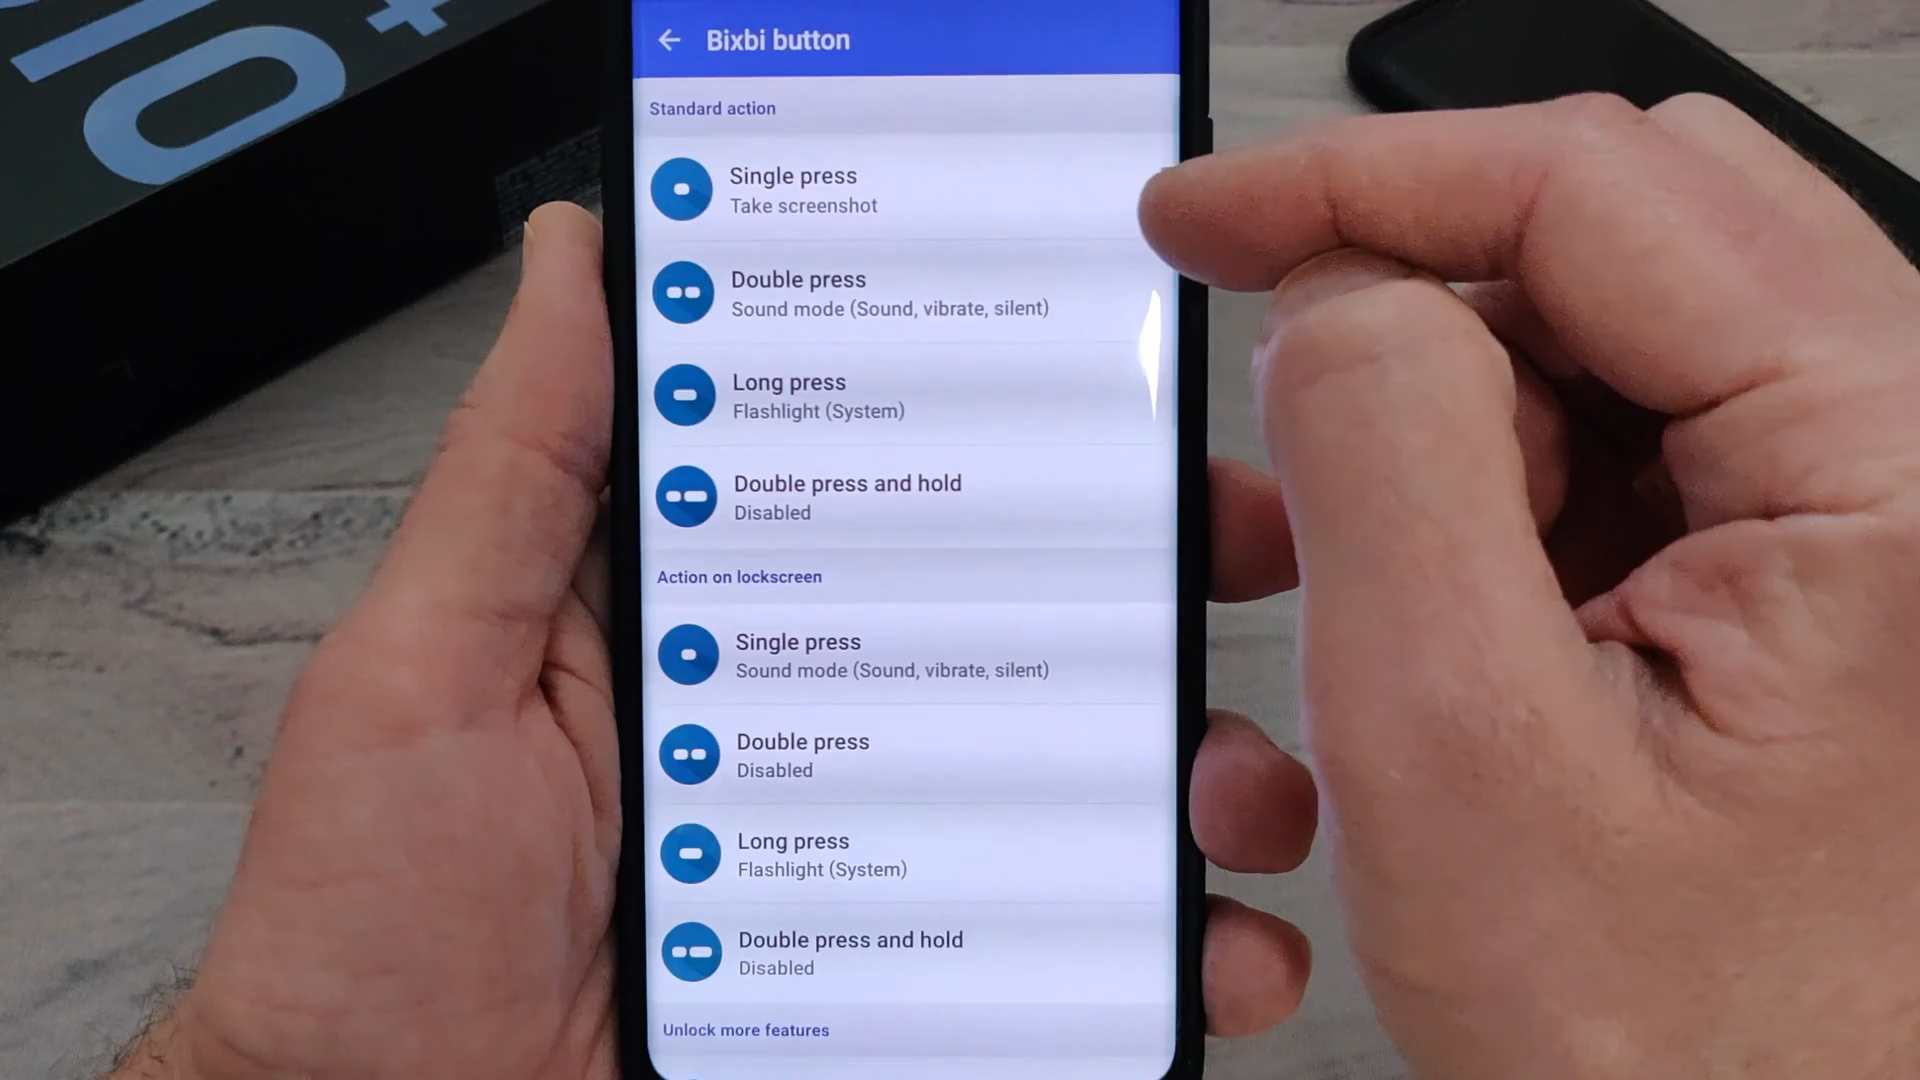 10+
Bixbi button
Standard action
Single press
Take screenshot
Double press
Sound mode (Sound, vibrate, silent)
Long press
Flashlight (System)
Double press and hold
Disabled
Action on lockscreen
Single press
Sound mode (Sound, vibrate, silent)
Double press
Disabled
Long press
Flashlight (System)
Double press and hold
Disabled
Unlock more features